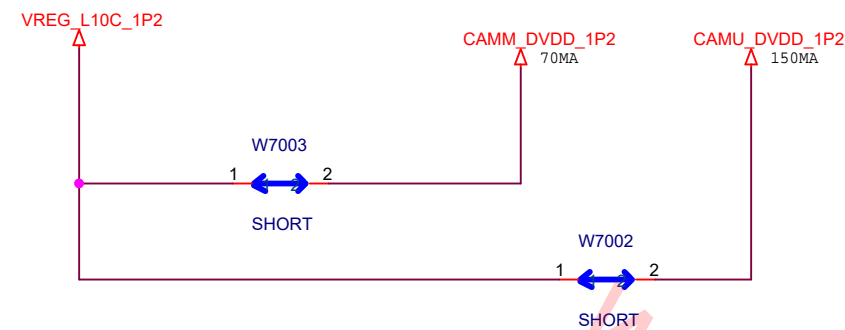 VREG_L10C_1P2
CAMM_DVDD_1P2
70MA
CAMU_DVDD_1P2
150MA
W7003
1
2
SHORT
W7002
1
2
SHORT